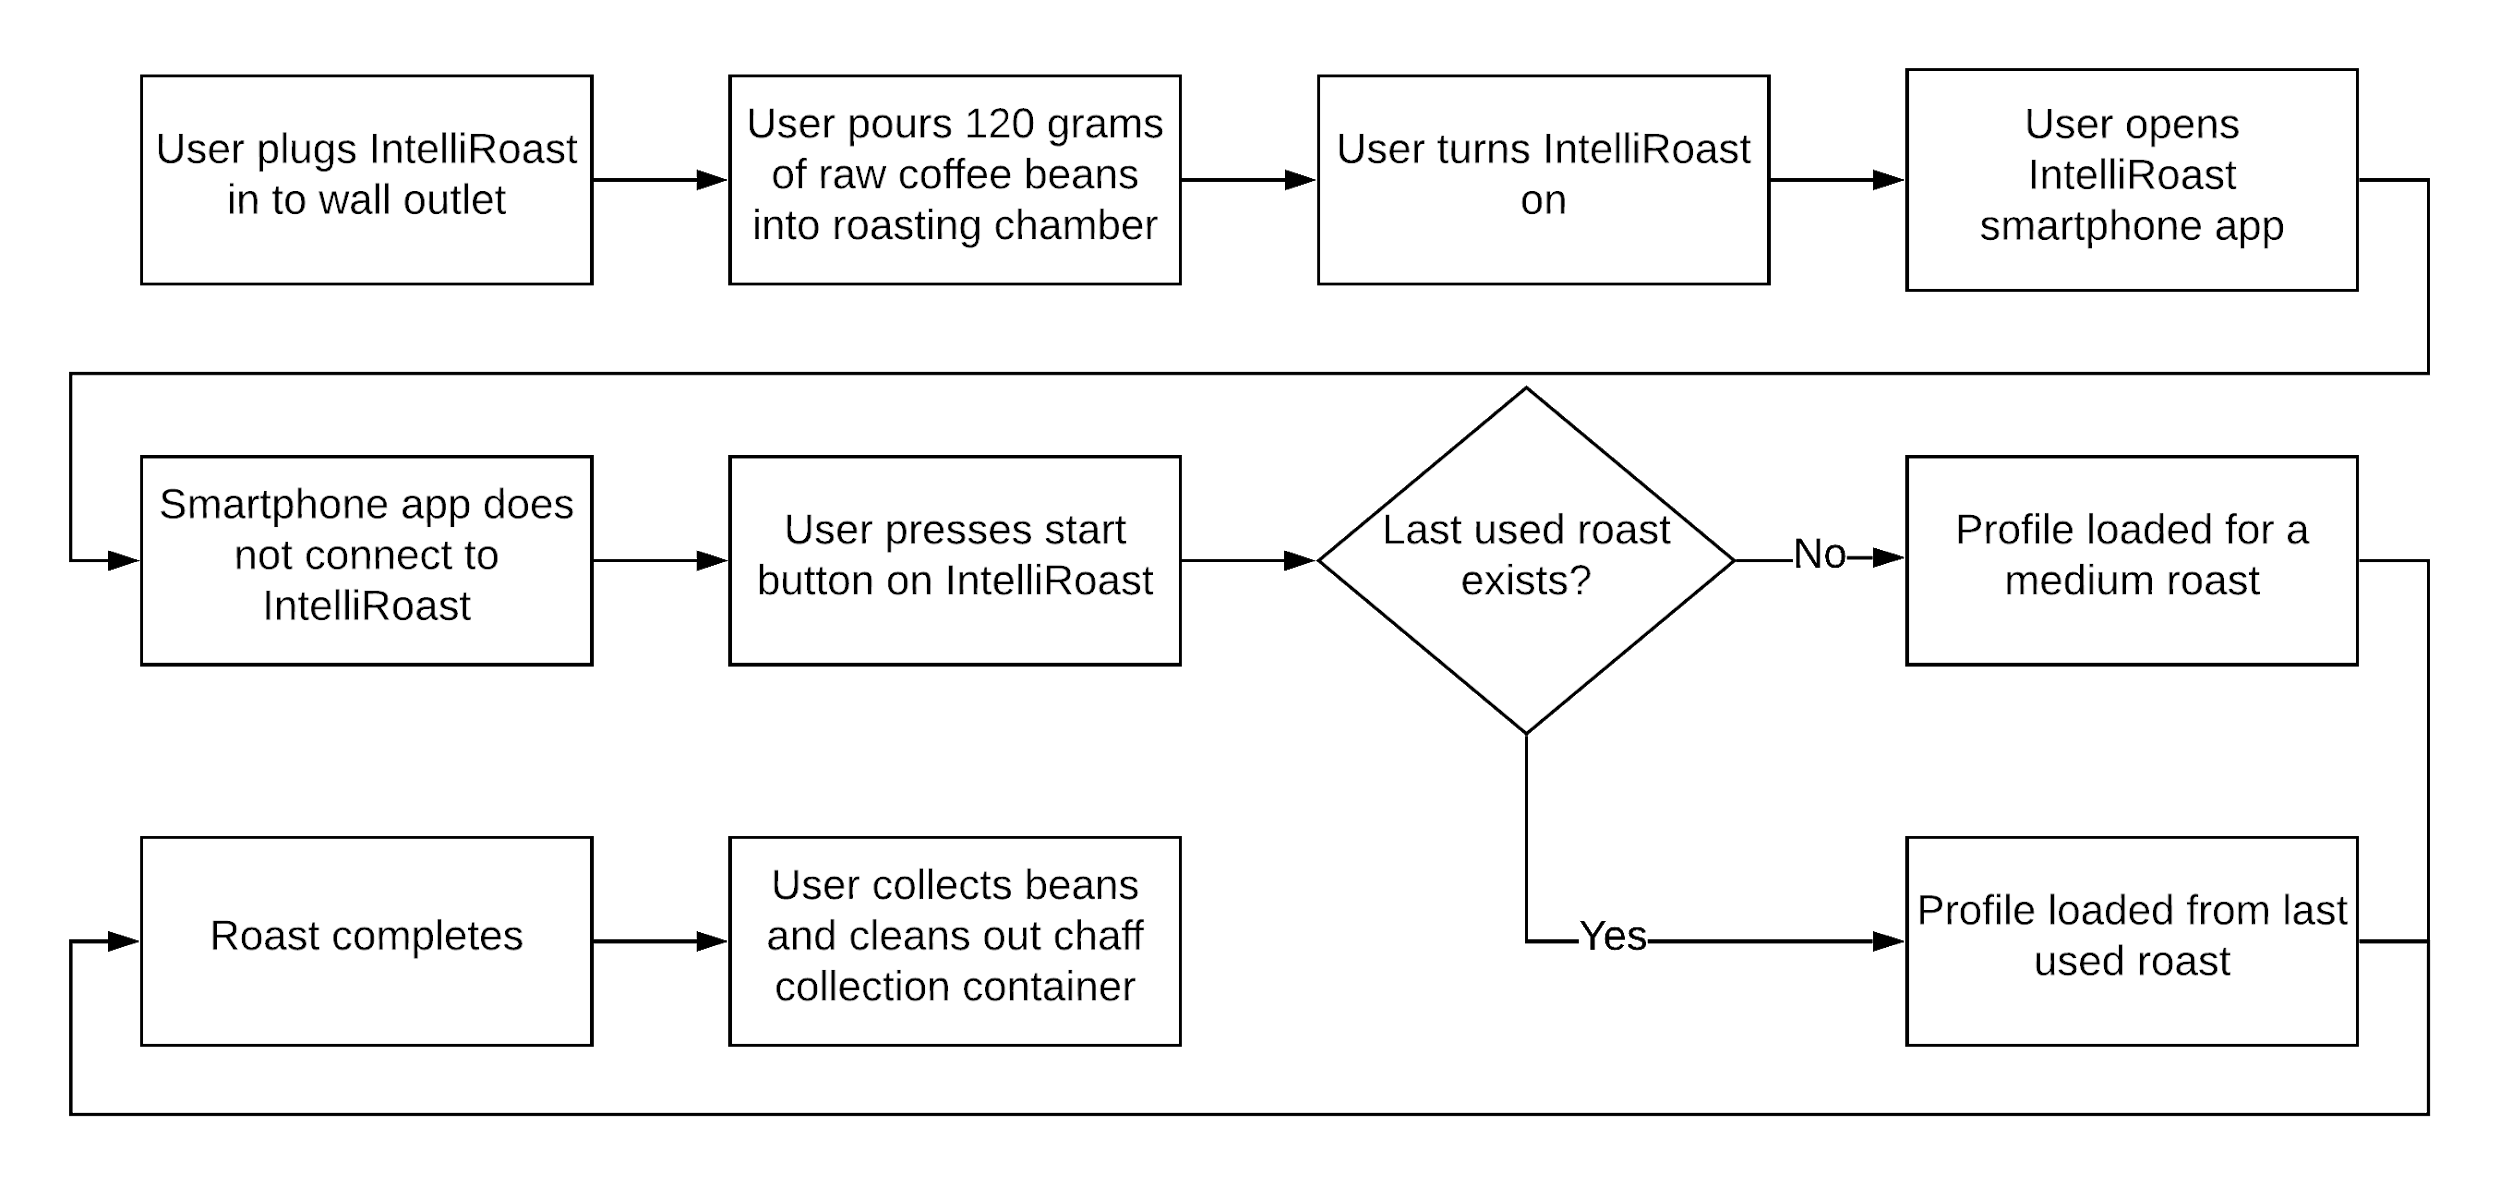 User plugs IntelliRoast
in to wall outlet
User pours 120 grams
of raw coffee beans
into roasting chamber
User turns IntelliRoast
on
User opens
IntelliRoast
smartphone app
Smartphone app does
not connect to
IntelliRoast
User presses start
button on IntelliRoast
Last used roast
exists?
No
Profile loaded for a
medium roast
Yes
Profile loaded from last
used roast
Roast completes
User collects beans
and cleans out chaff
collection container